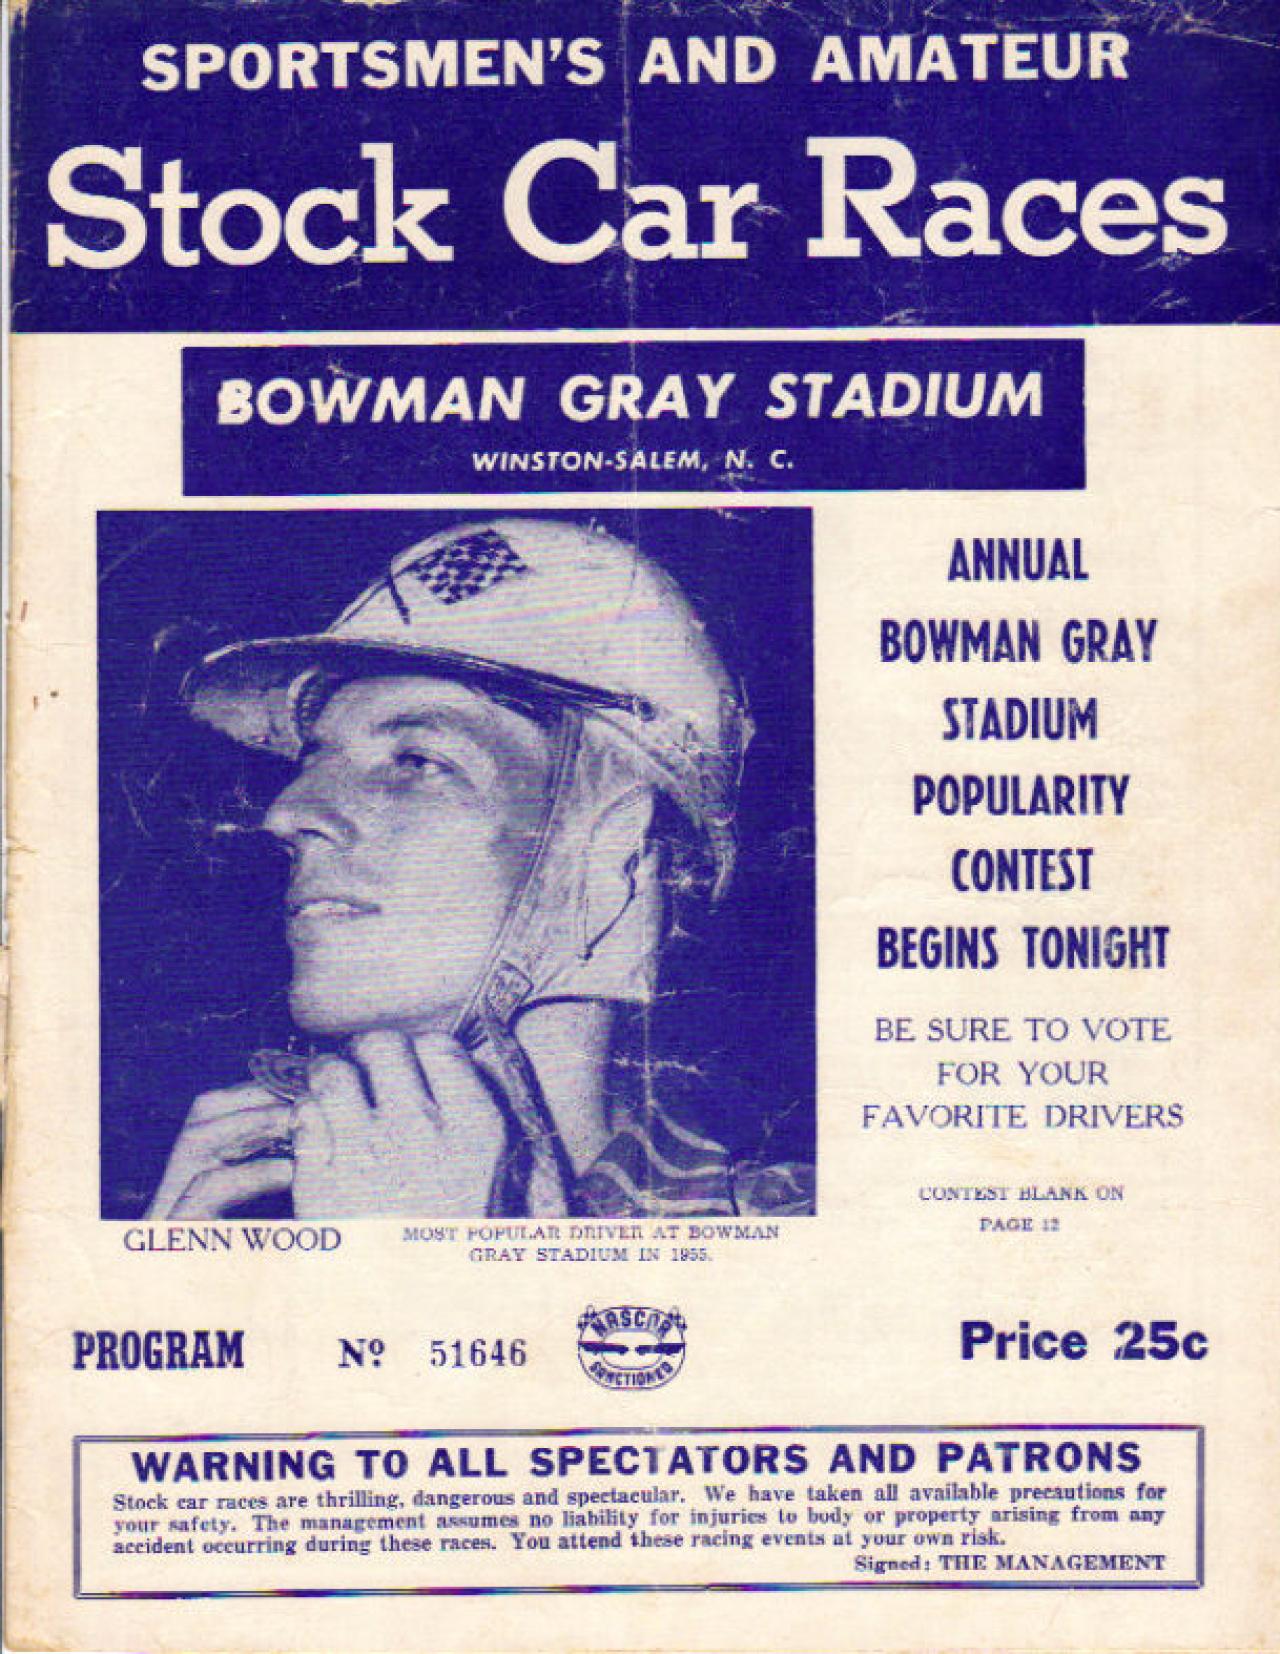 SPORTSMEN'S AND AMATEUR
Stock Car Races
BOWMAN GRAY STADIUM
WINSTON-SALEM, N. C.
ANNUAL
BOWMAN GRAY
STADIUM
POPULARITY
CONTEST
BEGINS TONIGHT
BE SURE TO VOTE
FOR YOUR
FAVORITE DRIVERS
CONTEST BLANK ON
PAGE 12
GLENN WOOD
MOST POPULAR DRIVER AT BOWMAN
GRAY STADIUM IN 1955.
PROGRAM Nº 51646
NASCAR
SANCTIONED
Price 25c
WARNING TO ALL SPECTATORS AND PATRONS
Stock car races are thrilling, dangerous and spectacular. We have taken all available precautions for
your safety. The management assumes no liability for injuries to body or property arising from any
accident occurring during these races. You attend these racing events at your own risk.
Signed: THE MANAGEMENT